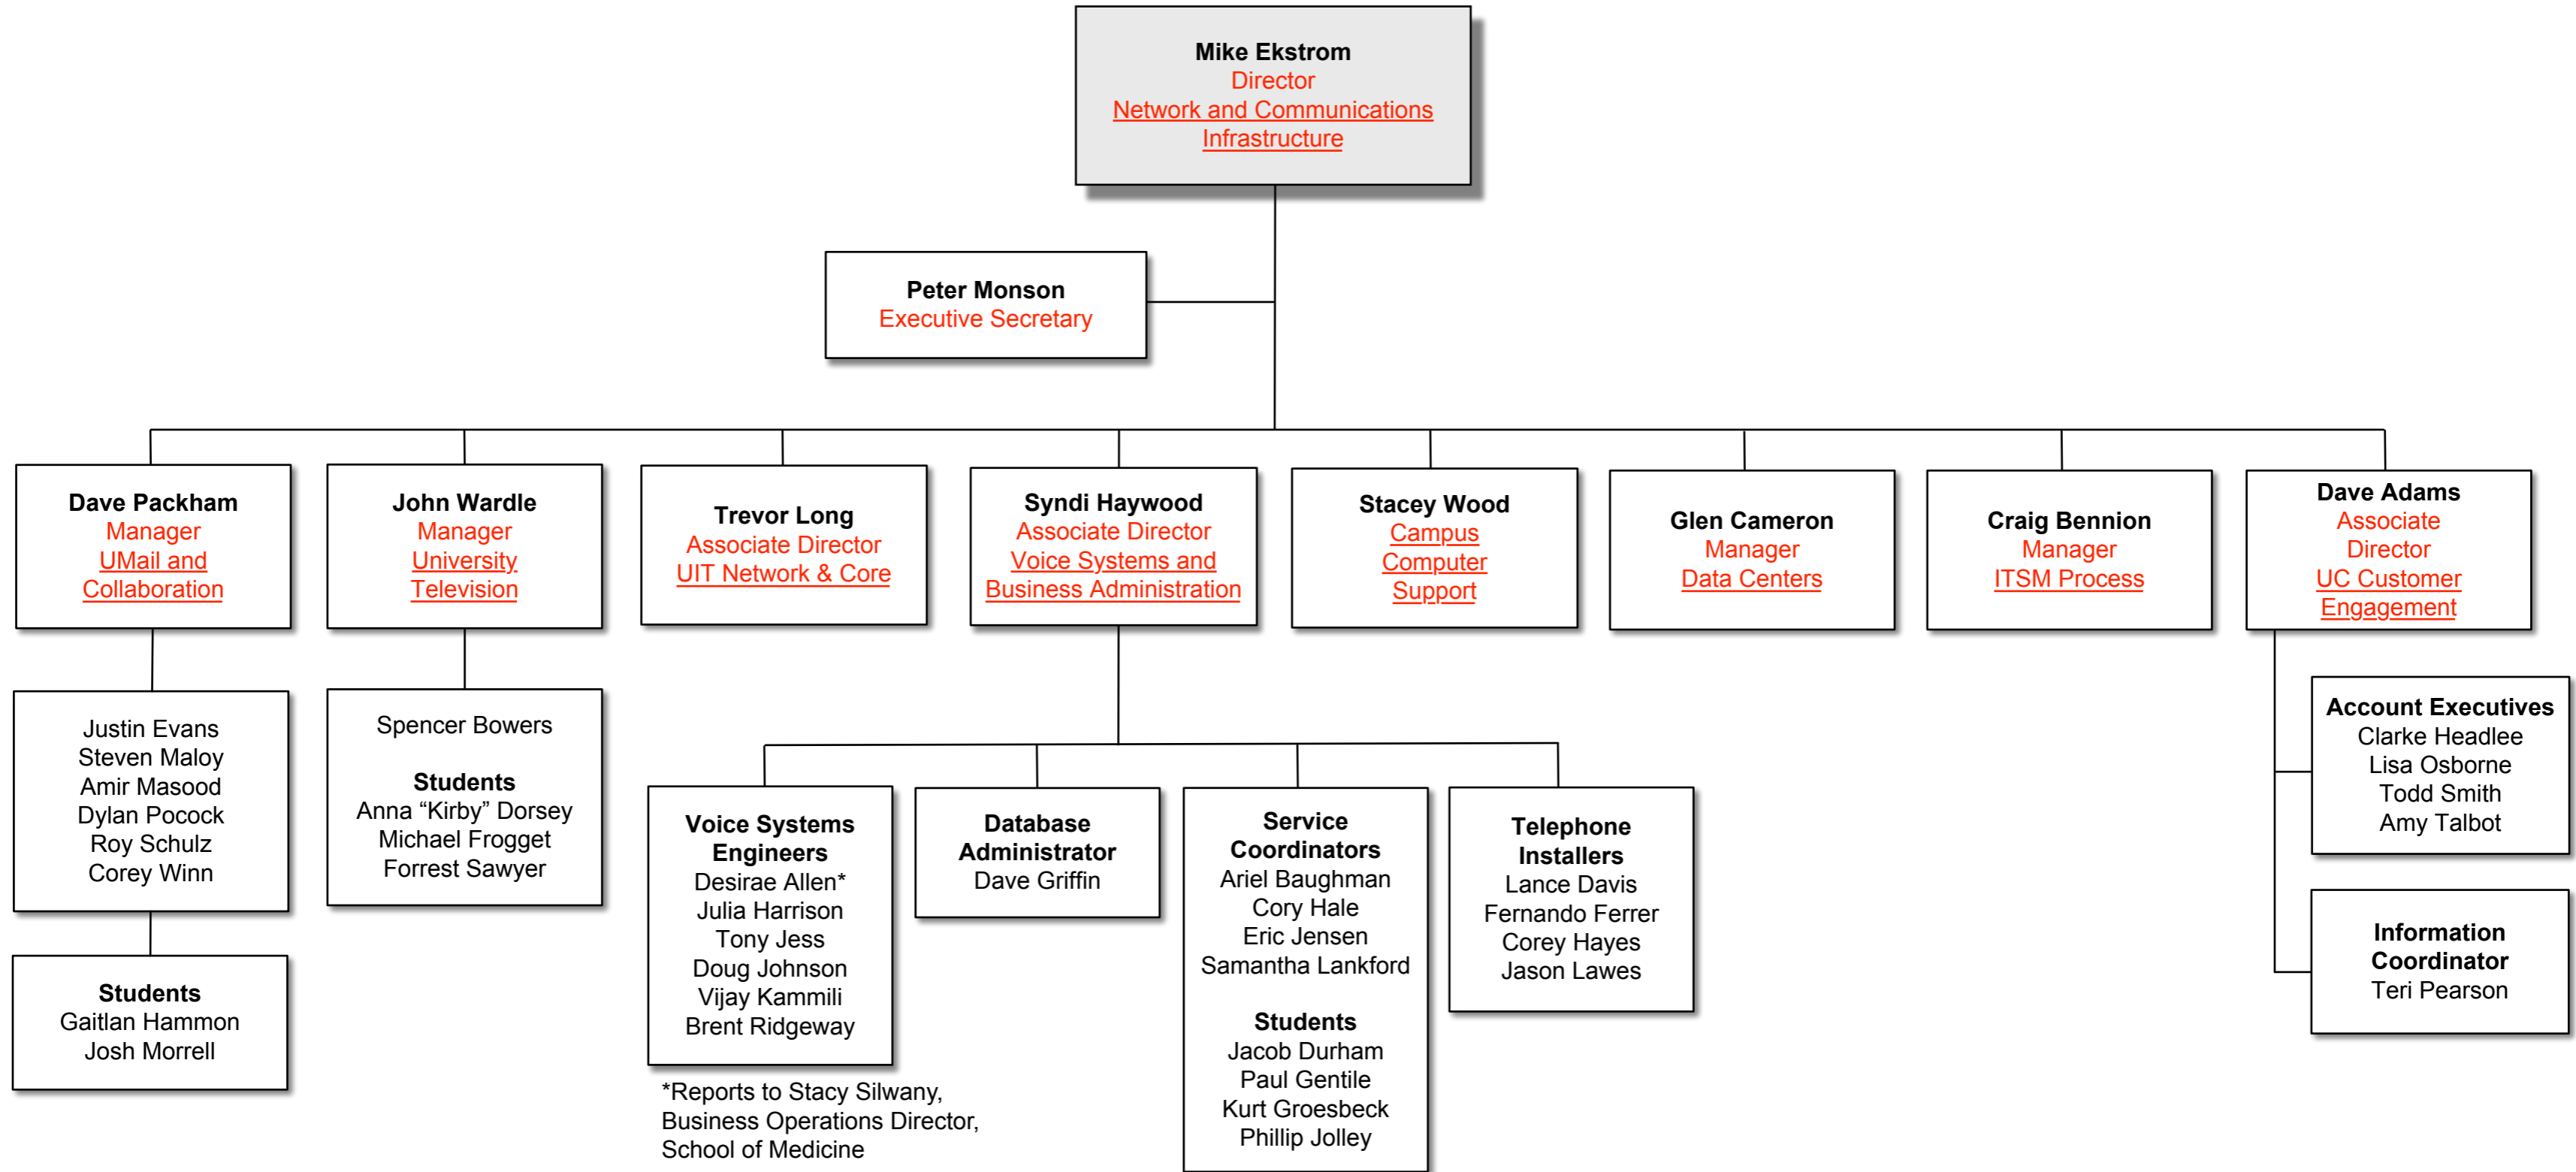 Mike Ekstrom
Director
Network and Communications
Infrastructure
Peter Monson
Executive Secretary
Dave Packham
Manager
UMail and
Collaboration
John Wardle
Manager
University
Television
Trevor Long
Associate Director
UIT Network & Core
Syndi Haywood
Associate Director
Voice Systems and
Business Administration
Stacey Wood
Campus
Computer
Support
Glen Cameron
Manager
Data Centers
Craig Bennion
Manager
ITSM Process
Dave Adams
Associate
Director
UC Customer
Engagement
Justin Evans
Steven Maloy
Amir Masood
Dylan Pocock
Roy Schulz
Corey Winn
Students
Gaitlan Hammon
Josh Morrell
Spencer Bowers
Students
Anna “Kirby” Dorsey
Michael Frogget
Forrest Sawyer
Voice Systems
Engineers
Desirae Allen*
Julia Harrison
Tony Jess
Doug Johnson
Vijay Kammili
Brent Ridgeway
*Reports to Stacy Silwany,
Business Operations Director,
School of Medicine
Database
Administrator
Dave Griffin
Service
Coordinators
Ariel Baughman
Cory Hale
Eric Jensen
Samantha Lankford
Students
Jacob Durham
Paul Gentile
Kurt Groesbeck
Phillip Jolley
Telephone
Installers
Lance Davis
Fernando Ferrer
Corey Hayes
Jason Lawes
Account Executives
Clarke Headlee
Lisa Osborne
Todd Smith
Amy Talbot
Information
Coordinator
Teri Pearson